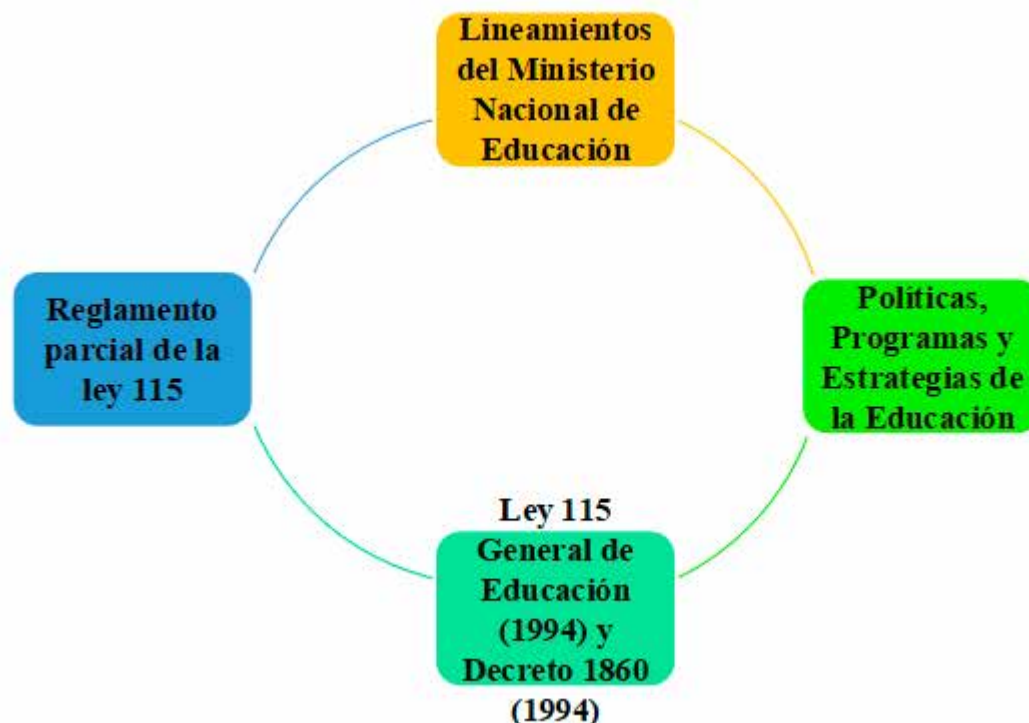 Lineamientos
del Ministerio
Nacional de
Educación
Políticas,
Programas y
Estrategias de
la Educación
Ley 115
General de
Educación
(1994) y
Decreto 1860
(1994)
Reglamento
parcial de la
ley 115